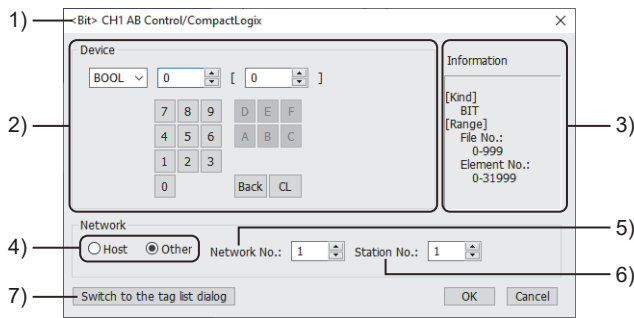 1)
<Bit> CH1 AB Control/CompactLogix
Device
BOOL 0 [ 0 ]
7 8 9 D E F
4 5 6 A B C
1 2 3
0 Back CL
2)
Information
[Kind]
BIT
[Range]
File No.:
0-999
Element No.:
0-31999
3)
Network
4)
Host Other Network No.: 1 Station No.: 1
5)
6)
7)
Switch to the tag list dialog OK Cancel